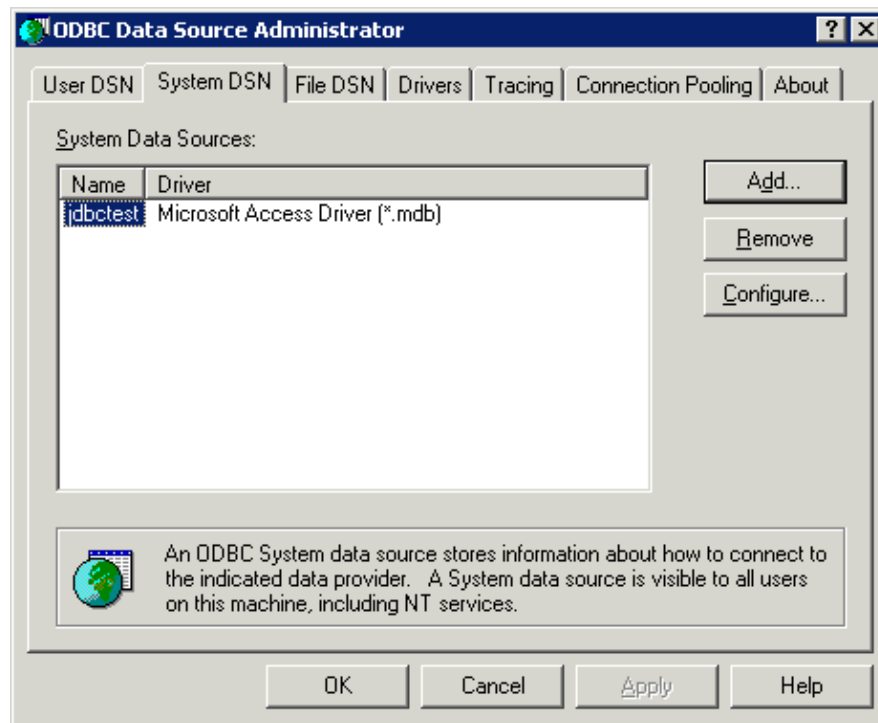 ODBC Data Source Administrator
User DSN System DSN File DSN Drivers Tracing Connection Pooling About
System Data Sources:
Name Driver
jdbctest Microsoft Access Driver (*.mdb)
Add...
Remove
Configure...
An ODBC System data source stores information about how to connect to
the indicated data provider. A System data source is visible to all users
on this machine, including NT services.
OK Cancel Apply Help